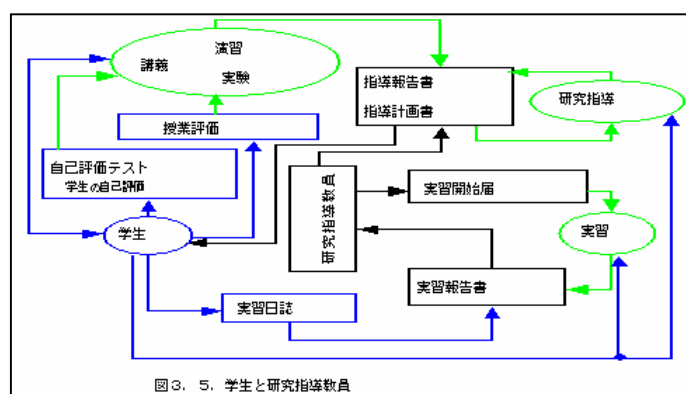 演習
講義
実験
指導報告書
指導計画書
研究指導
授業評価
自己評価テスト
学生の自己評価
研究指導教員
実習開始届
学生
実習
実習報告書
実習日誌
図3．5．学生と研究指導教員